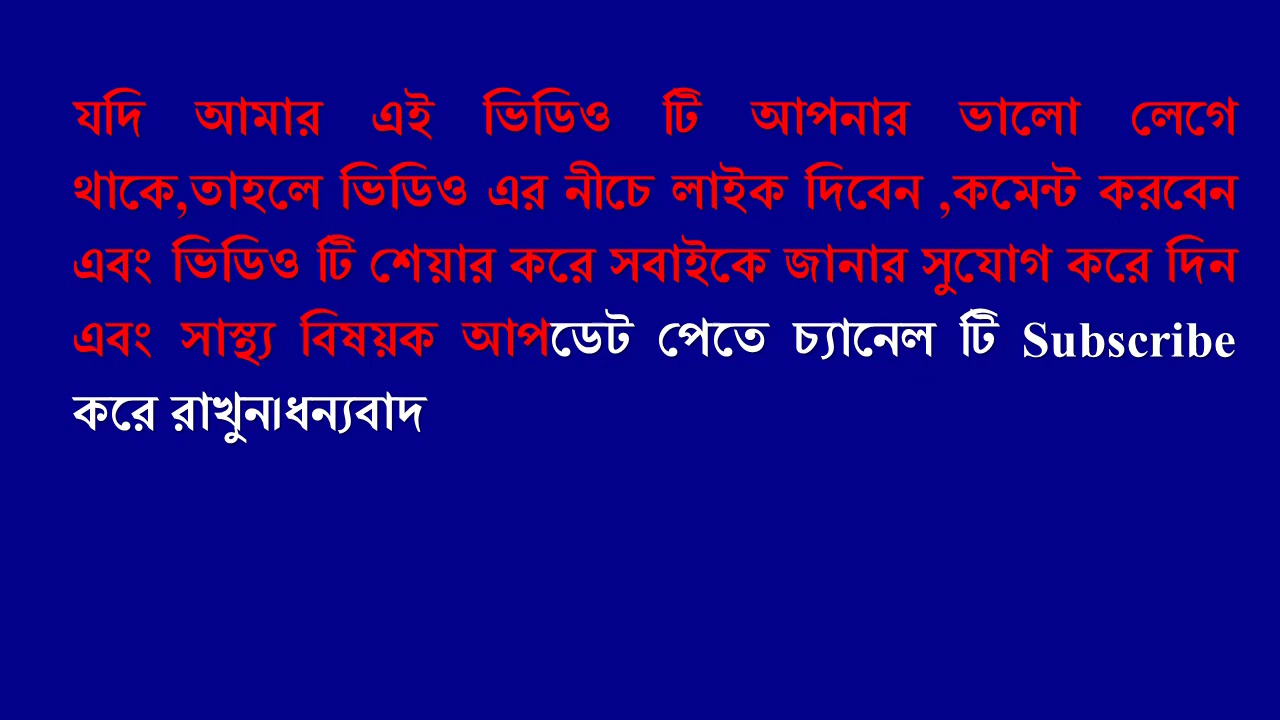 যদি আমার এই ভিডিও টি আপনার ভালো লেগে
থাকে,তাহলে ভিডিও এর নীচে লাইক দিবেন ,কমেন্ট করবেন
এবং ভিডিও টি শেয়ার করে সবাইকে জানার সুযোগ করে দিন
এবং সাস্থ্য বিষয়ক আপডেট পেতে চ্যানেল টি Subscribe
করে রাখুন।ধন্যবাদ